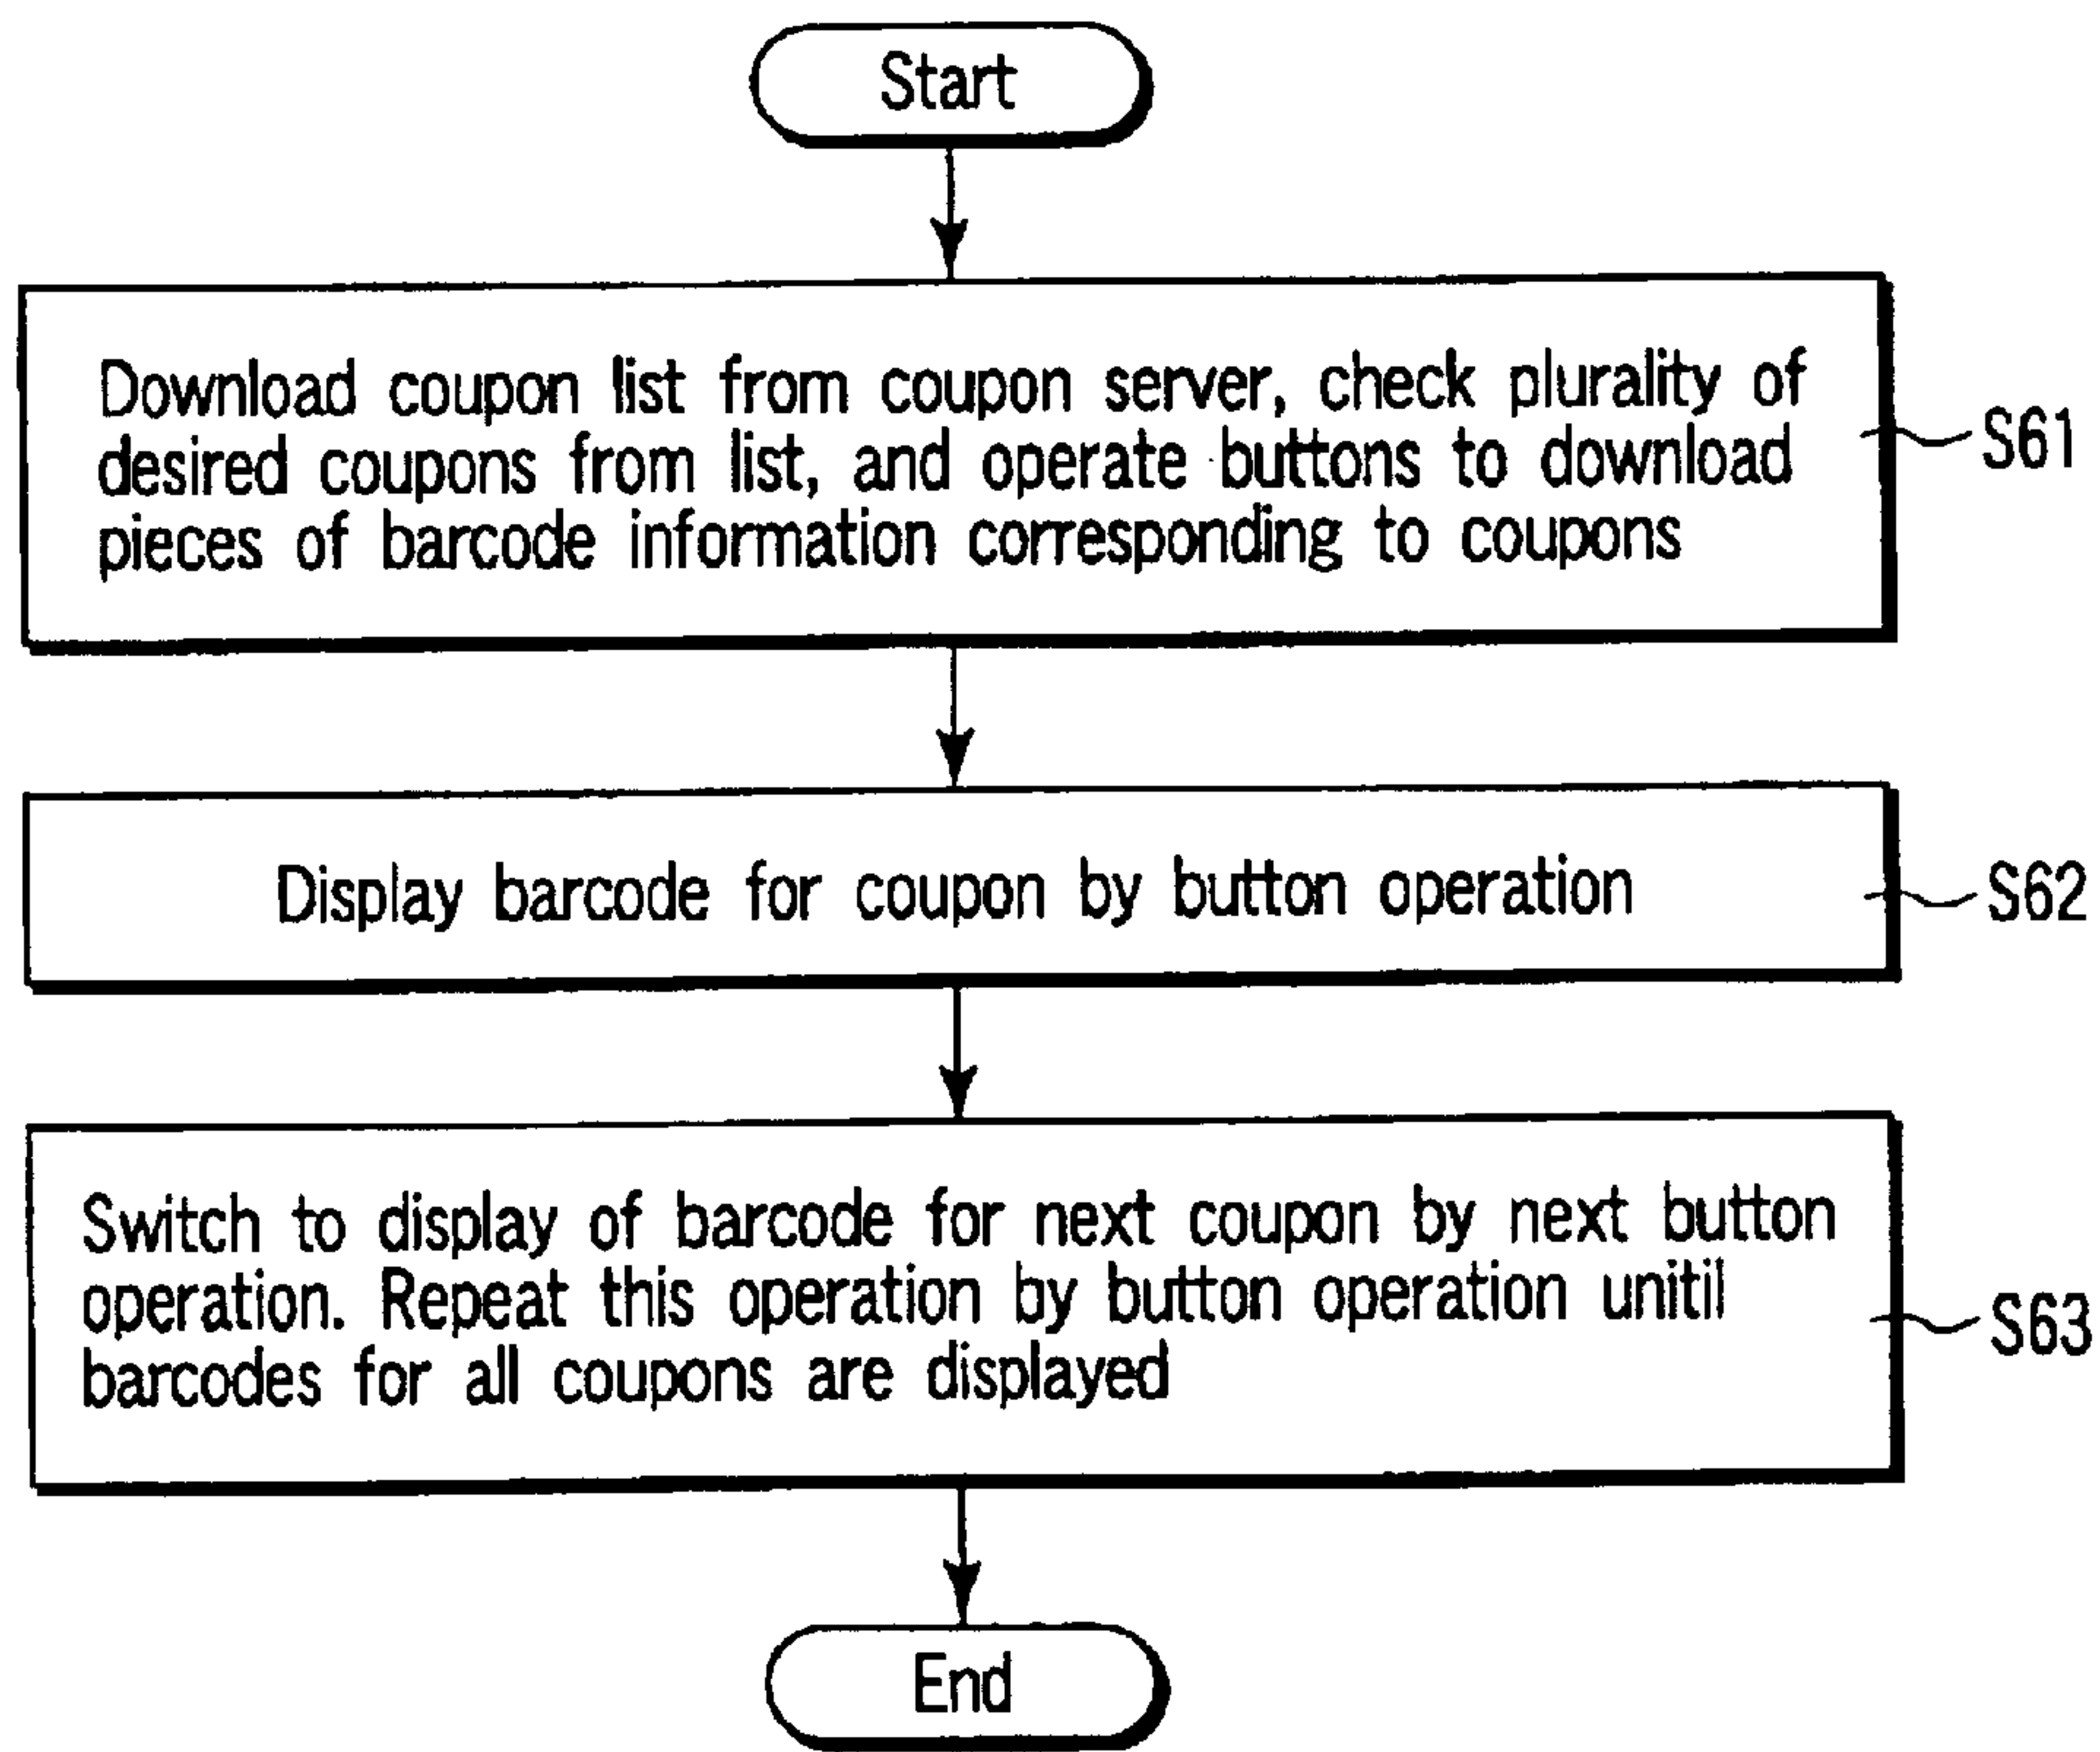 Start
Download coupon list from coupon server, check plurality of
desired coupons from list, and operate buttons to download
pieces of barcode information corresponding to coupons
S61
Display barcode for coupon by button operation
S62
Switch to display of barcode for next coupon by next button
operation. Repeat this operation by button operation unitil
barcodes for all coupons are displayed
S63
End